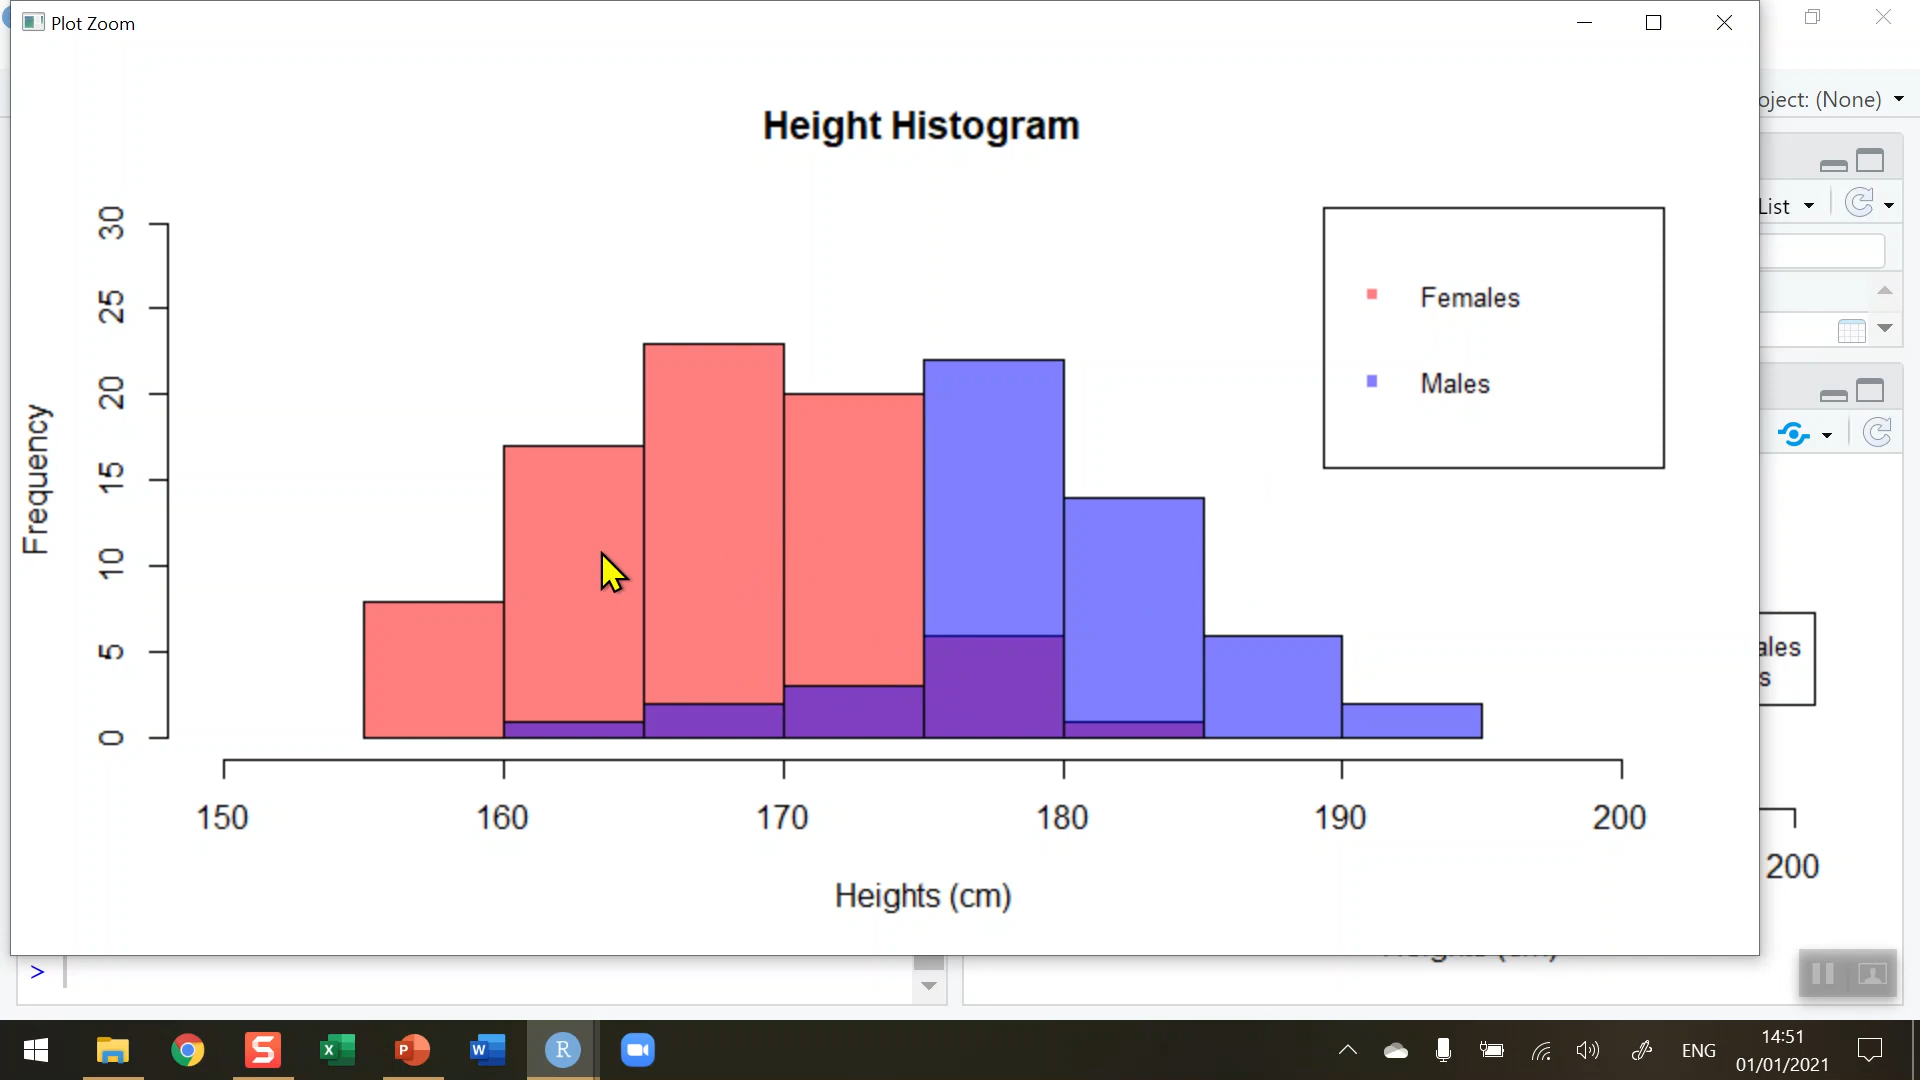 Plot Zoom
oject: (None)
Height Histogram
List
30
25
20
15
10
5
0
Frequency
Females
Males
ales
s
150 160 170 180 190 200
200
Heights (cm)
>
S
X
P
W
R
ENG
14:51
01/01/2021